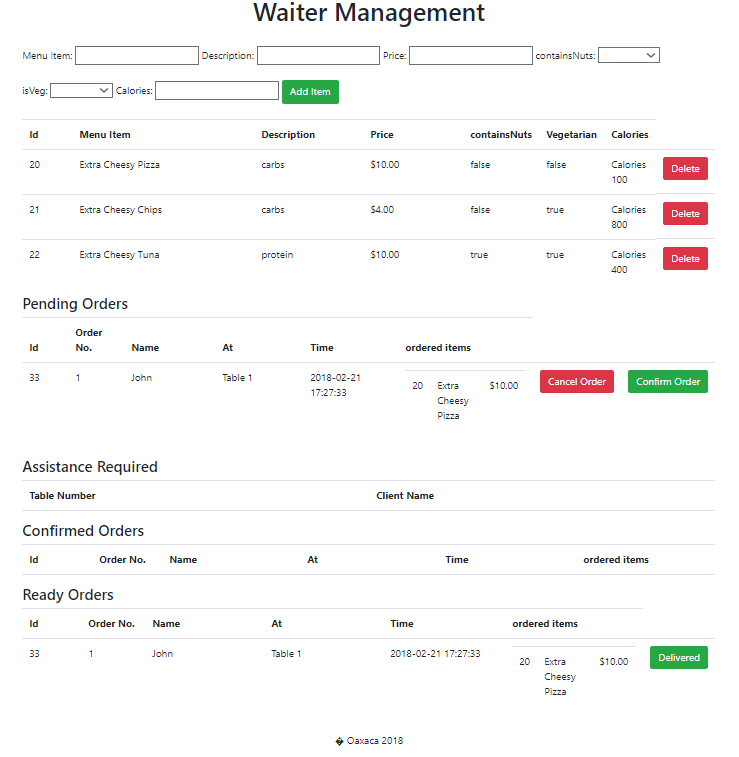 Waiter Management
Menu Item: Description: Price: containsNuts:
isVeg: Calories: Add Item
Id Menu Item Description Price containsNuts Vegetarian Calories
20 Extra Cheesy Pizza carbs $10.00 false false Calories 100 Delete
21 Extra Cheesy Chips carbs $4.00 false true Calories 800 Delete
22 Extra Cheesy Tuna protein $10.00 true true Calories 400 Delete
Pending Orders
Id Order No. Name At Time ordered items
33 1 John Table 1 2018-02-21 17:27:33 20 Extra Cheesy Pizza $10.00 Cancel Order Confirm Order
Assistance Required
Table Number Client Name
Confirmed Orders
Id Order No. Name At Time ordered items
Ready Orders
Id Order No. Name At Time ordered items
33 1 John Table 1 2018-02-21 17:27:33 20 Extra Cheesy Pizza $10.00 Delivered
� Oaxaca 2018